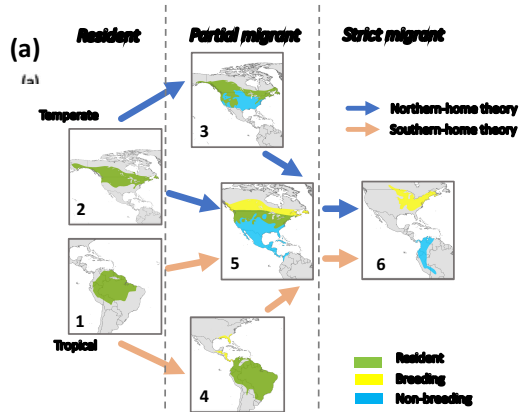 (a)
Resident
Partial migrant
Strict migrant
(a)
Temperate
3
Northern-home theory
Southern-home theory
2
5
6
1
Tropical
4
Resident
Breeding
Non-breeding